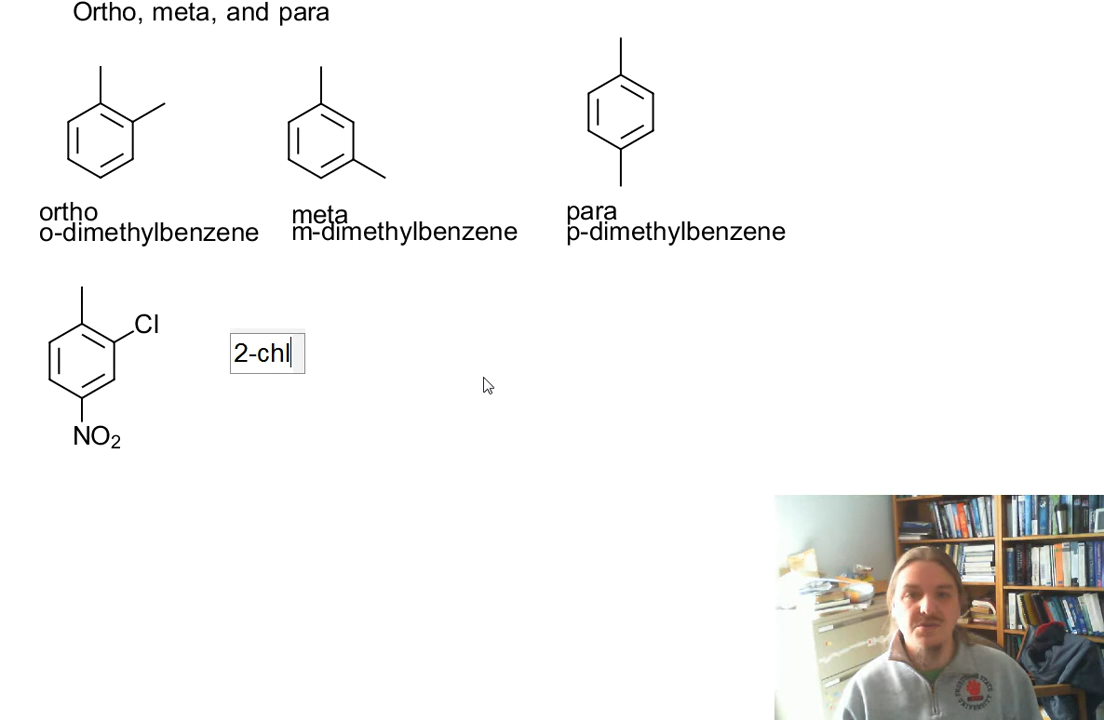 Ortho, meta, and para
ortho
o-dimethylbenzene
meta
m-dimethylbenzene
para
p-dimethylbenzene
Cl
NO2
2-chl